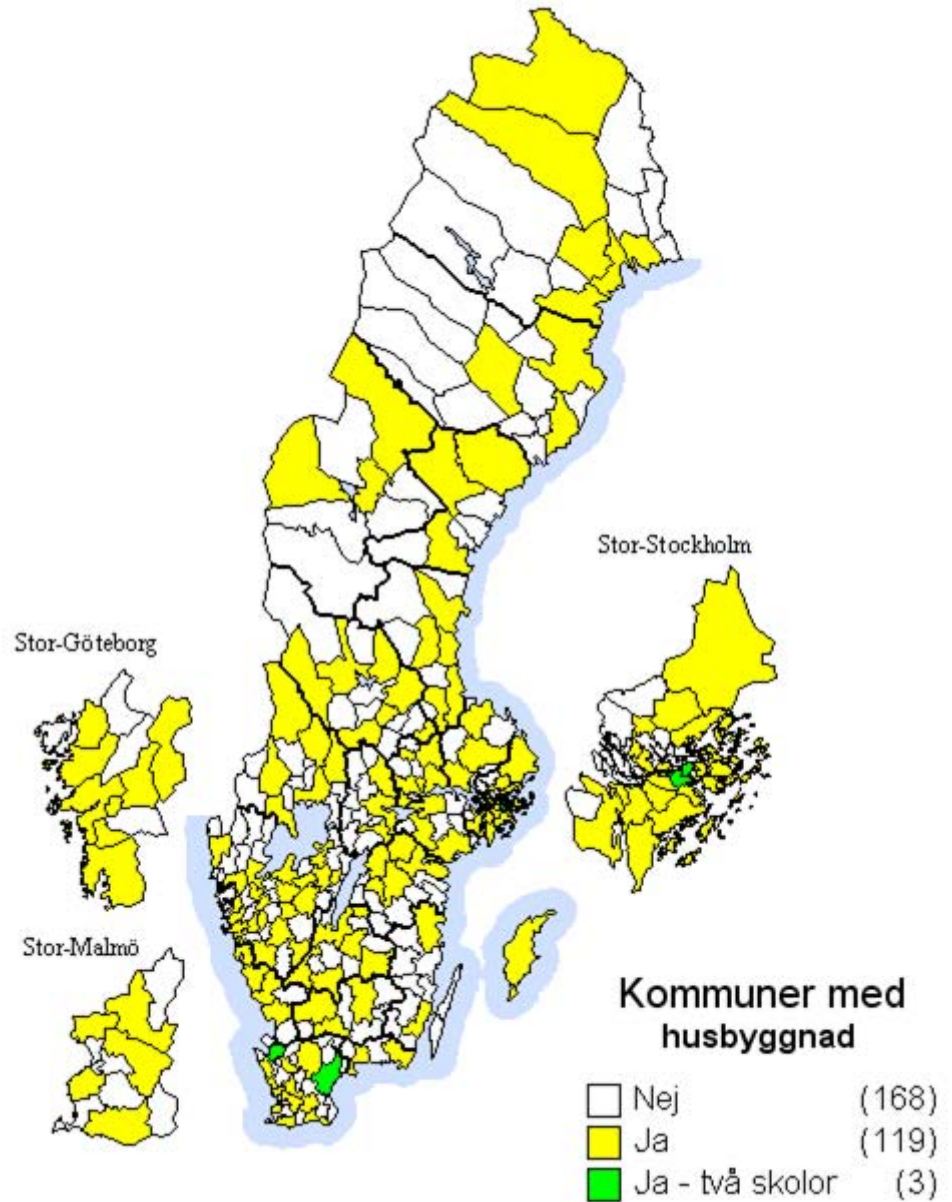 Stor-Stockholm
Stor-Göteborg
Stor-Malmö
Kommuner med
husbyggnad
Nej (168)
Ja (119)
Ja - två skolor (3)